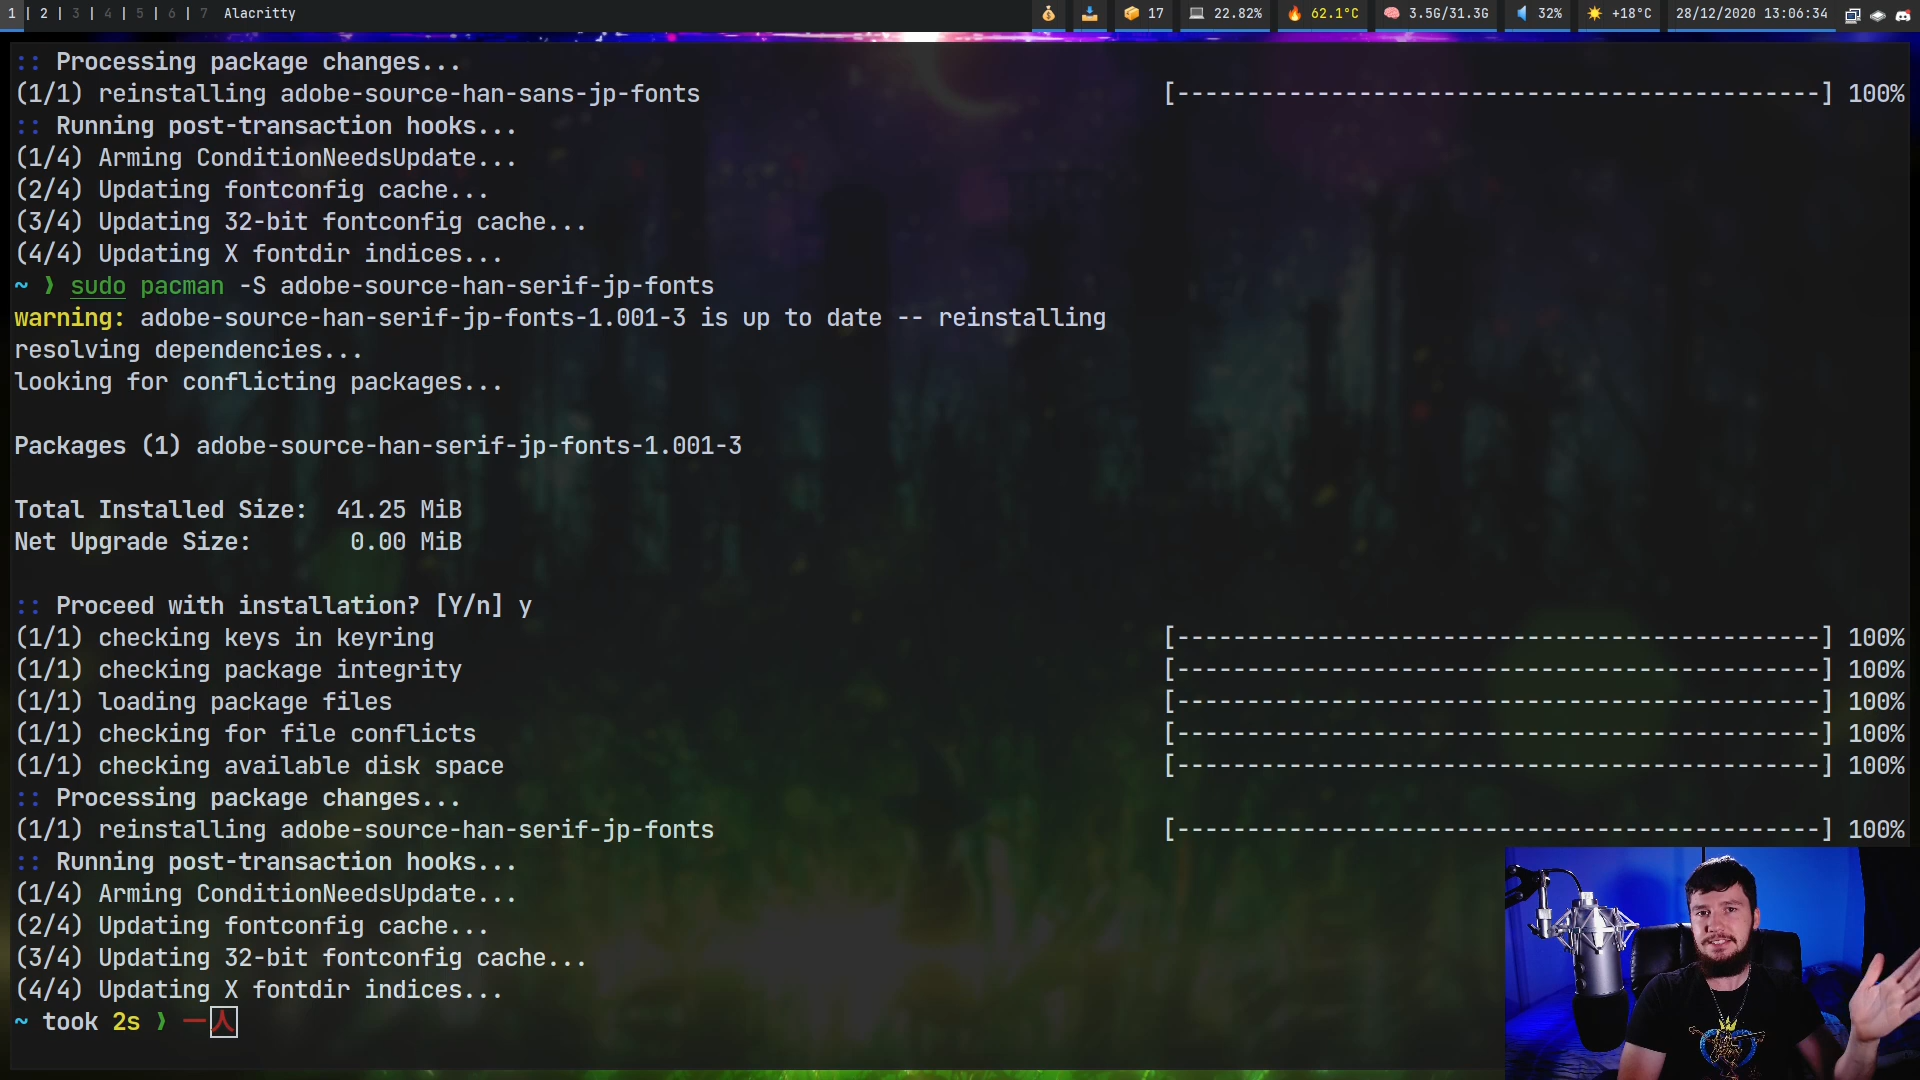 1 | 2 | 3 | 4 | 5 | 6 | 7 Alacritty 17 22.82% 62.1°C 3.5G/31.3G 32% +18°C 28/12/2020 13:06:34
:: Processing package changes...
(1/1) reinstalling adobe-source-han-sans-jp-fonts [----------------------------------------------] 100%
:: Running post-transaction hooks...
(1/4) Arming ConditionNeedsUpdate...
(2/4) Updating fontconfig cache...
(3/4) Updating 32-bit fontconfig cache...
(4/4) Updating X fontdir indices...
~ ❯ sudo pacman -S adobe-source-han-serif-jp-fonts
warning: adobe-source-han-serif-jp-fonts-1.001-3 is up to date -- reinstalling
resolving dependencies...
looking for conflicting packages...
Packages (1) adobe-source-han-serif-jp-fonts-1.001-3
Total Installed Size: 41.25 MiB
Net Upgrade Size: 0.00 MiB
:: Proceed with installation? [Y/n] y
(1/1) checking keys in keyring [----------------------------------------------] 100%
(1/1) checking package integrity [----------------------------------------------] 100%
(1/1) loading package files [----------------------------------------------] 100%
(1/1) checking for file conflicts [----------------------------------------------] 100%
(1/1) checking available disk space [----------------------------------------------] 100%
:: Processing package changes...
(1/1) reinstalling adobe-source-han-serif-jp-fonts [----------------------------------------------] 100%
:: Running post-transaction hooks...
(1/4) Arming ConditionNeedsUpdate...
(2/4) Updating fontconfig cache...
(3/4) Updating 32-bit fontconfig cache...
(4/4) Updating X fontdir indices...
~ took 2s ❯ 一人